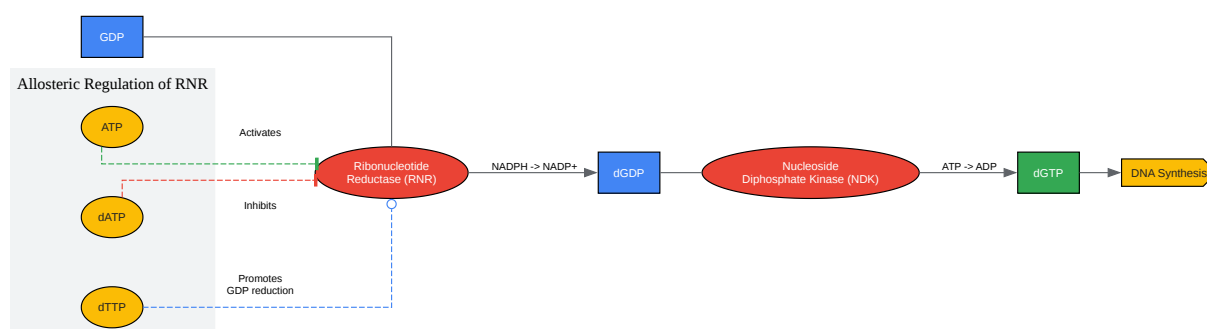 GDP
Allosteric Regulation of RNR
ATP
Activates
Ribonucleotide
Reductase (RNR)
NADPH -> NADP+
dGDP
Nucleoside
Diphosphate Kinase (NDK)
ATP -> ADP
dGTP
DNA Synthesis
dATP
Inhibits
Promotes
GDP reduction
dTTP